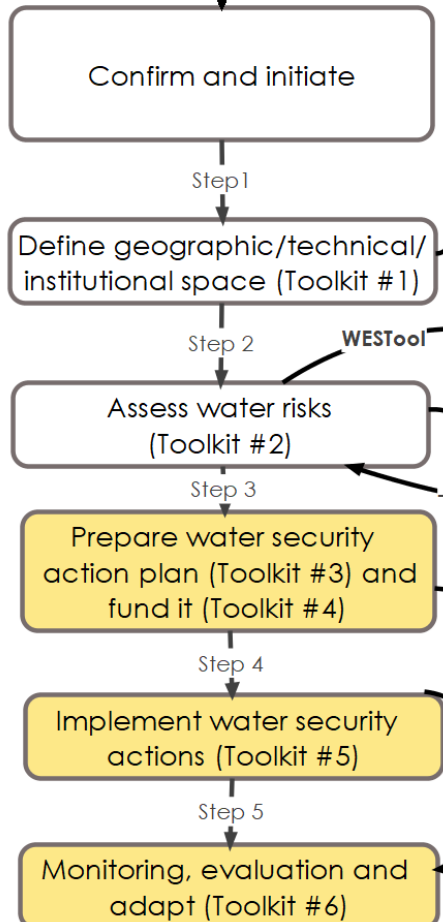 Confirm and initiate
Step1
Define geographic/technical/
institutional space (Toolkit #1)
Step 2
WESTool
Assess water risks
(Toolkit #2)
Step 3
Prepare water security
action plan (Toolkit #3) and
fund it (Toolkit #4)
Step 4
Implement water security
actions (Toolkit #5)
Step 5
Monitoring, evaluation and
adapt (Toolkit #6)